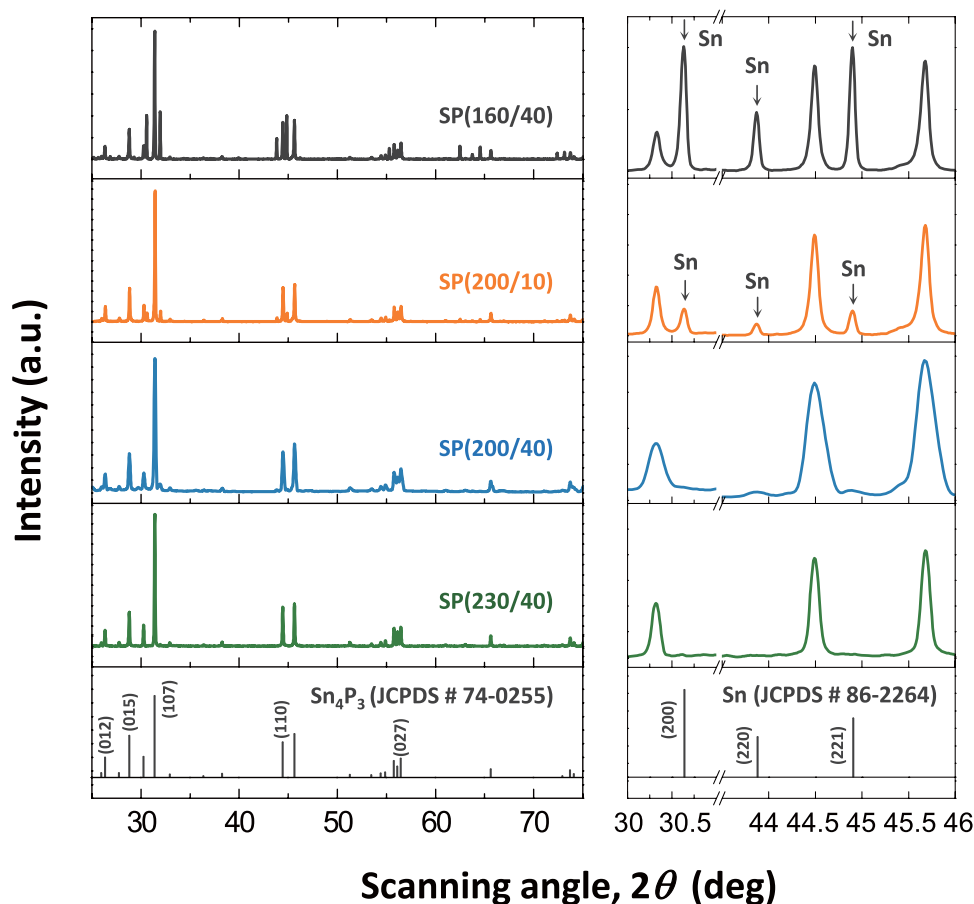 Intensity (a.u.)
SP(160/40)
SP(200/10)
SP(200/40)
SP(230/40)
Sn₄P₃ (JCPDS # 74-0255)
(012)
(015)
(107)
(110)
(027)
30 40 50 60 70
Sn
Sn
Sn
Sn
Sn
Sn
Sn (JCPDS # 86-2264)
(200)
(220)
(221)
30 30.5 44 44.5 45 45.5 46
Scanning angle, 2θ (deg)